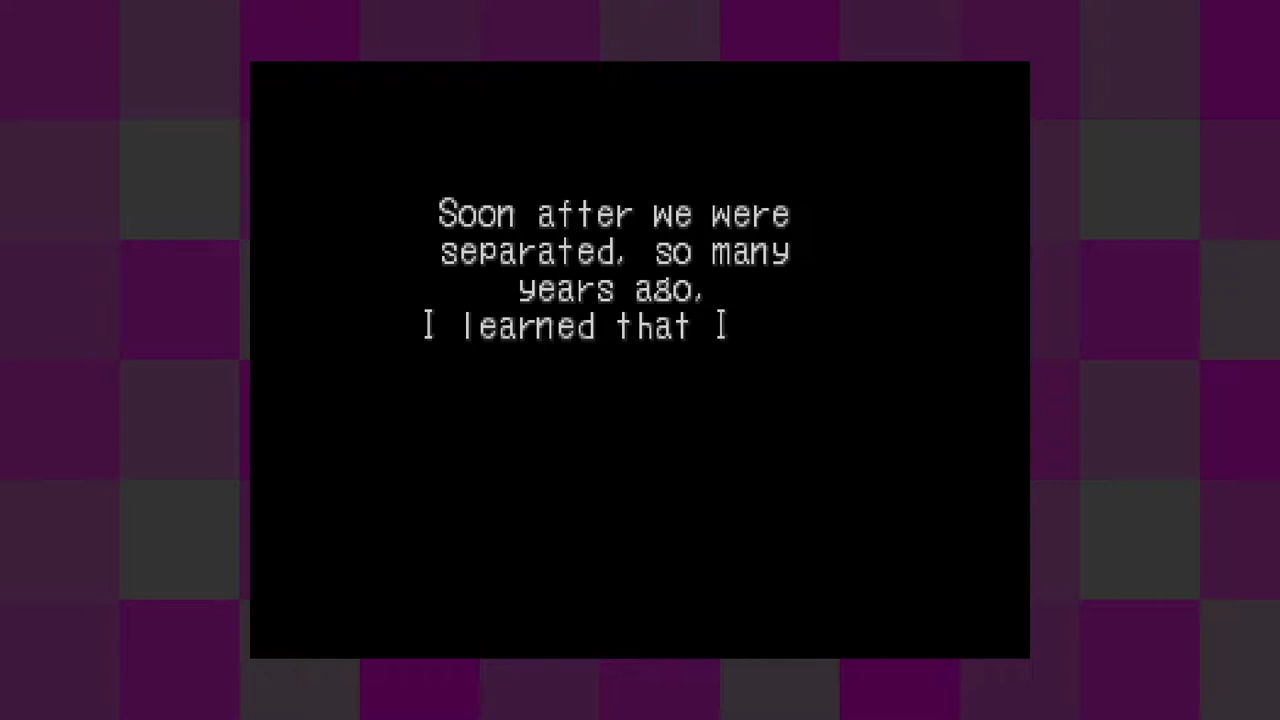 Soon after we were
separated, so many
years ago,
I learned that I